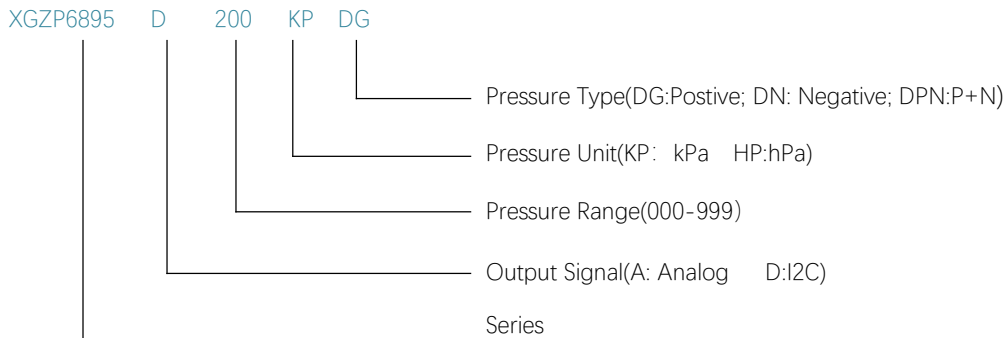 XGZP6895 D 200 KP DG
Pressure Type(DG:Postive; DN: Negative; DPN:P+N)
Pressure Unit(KP: kPa HP:hPa)
Pressure Range(000-999)
Output Signal(A: Analog D:I2C)
Series